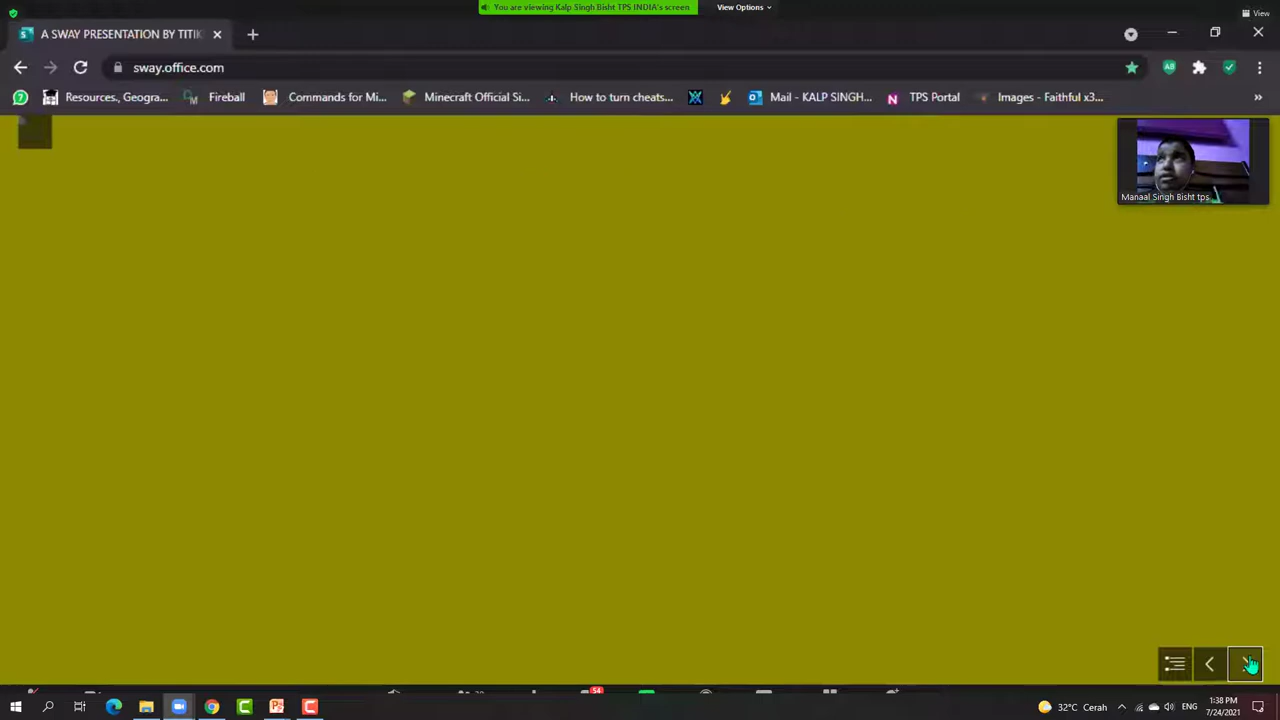 You are viewing Kalp Singh Bisht TPS INDIA's screen
View Options
View
A SWAY PRESENTATION BY TITIK
sway.office.com
Resources, Geogra...
Fireball
Commands for Mi...
Minecraft Official Si...
How to turn cheats...
Mail - KALP SINGH...
TPS Portal
Images - Faithful x3...
Manaal Singh Bisht tps
54
32°C Cerah
ENG
1:38 PM
7/24/2021